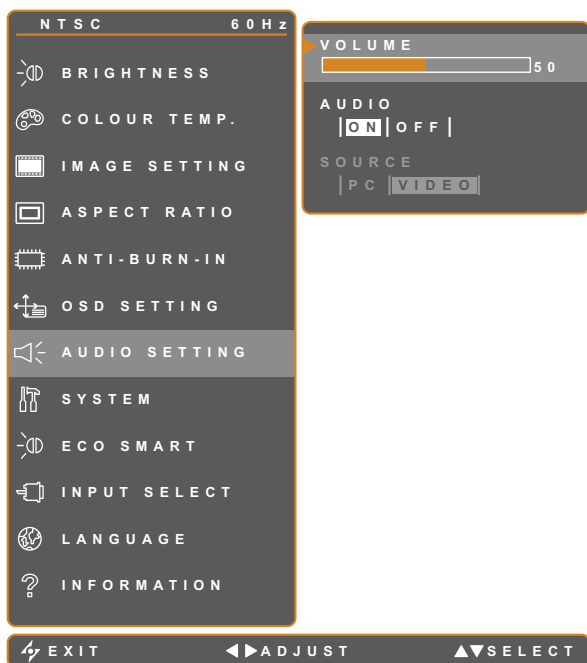 NTSC 60Hz
BRIGHTNESS
COLOUR TEMP.
IMAGE SETTING
ASPECT RATIO
ANTI-BURN-IN
OSD SETTING
AUDIO SETTING
SYSTEM
ECO SMART
INPUT SELECT
LANGUAGE
INFORMATION
VOLUME
50
AUDIO
ON OFF
SOURCE
PC VIDEO
EXIT ADJUST SELECT